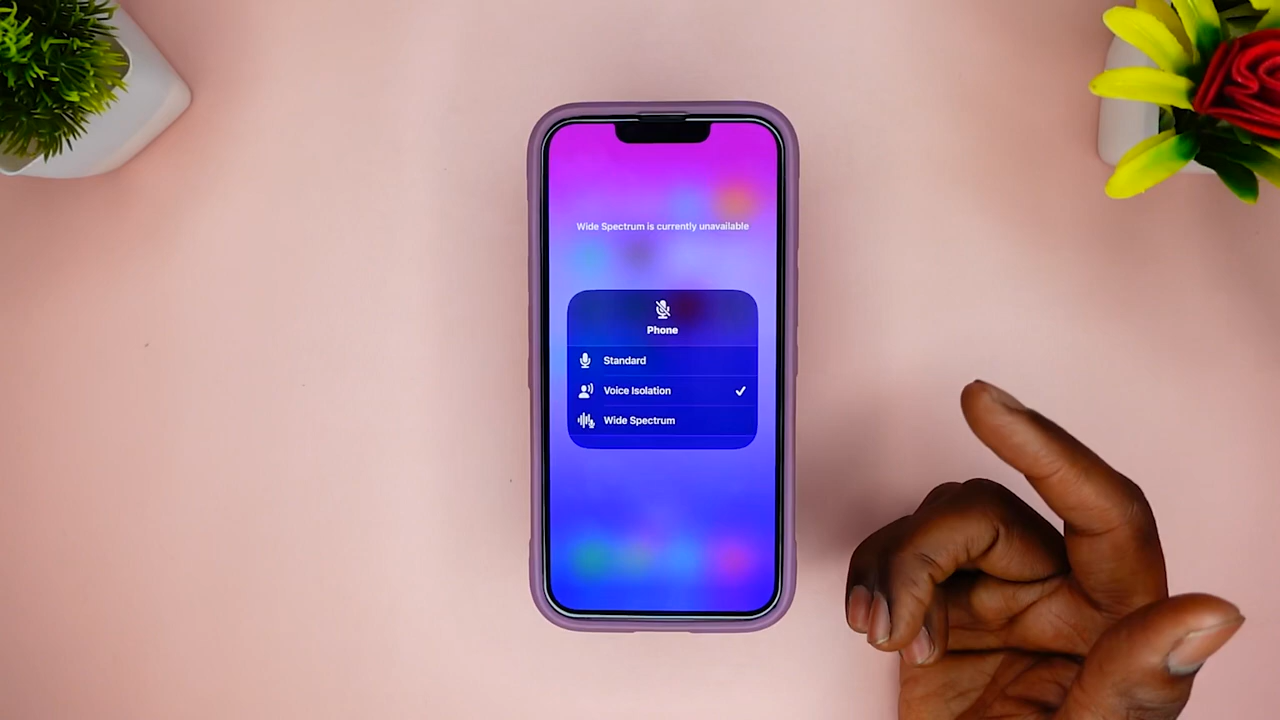 Wide Spectrum is currently unavailable
Phone
Standard
Voice Isolation
Wide Spectrum